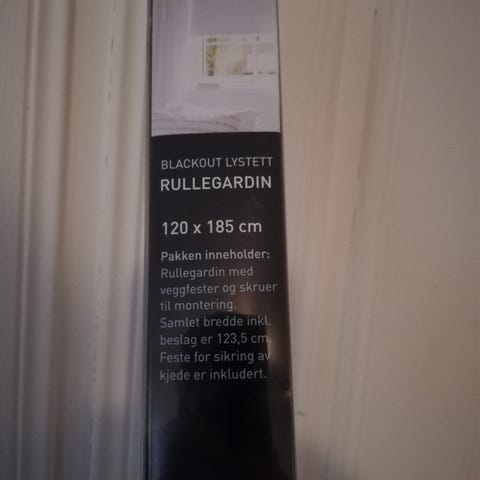 BLACKOUT LYSTETT
RULLEGARDIN
120 x 185 cm
Pakken inneholder:
Rullegardin med
veggfester og skruer
til montering.
Samlet bredde inkl.
beslag er 123,5 cm.
Feste for sikring av
kjede er inkludert.